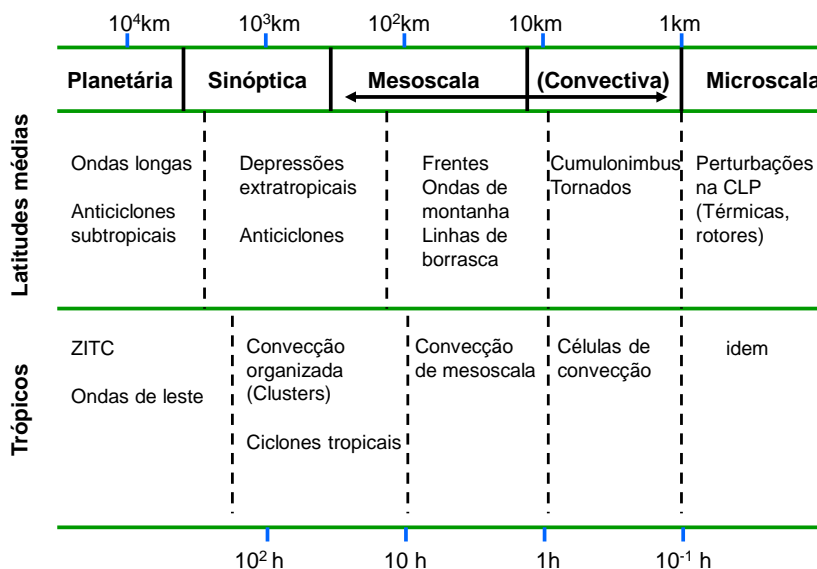 10⁴km 10³km 10²km 10km 1km
Planetária Sinóptica Mesoscala (Convectiva) Microscala
Latitudes médias
Ondas longas
Anticiclones
subtropicais
Depressões
extratropicais
Anticiclones
Frentes
Ondas de
montanha
Linhas de
borrasca
Cumulonimbus
Tornados
Perturbações
na CLP
(Térmicas,
rotores)
Trópicos
ZITC
Ondas de leste
Convecção
organizada
(Clusters)
Ciclones tropicais
Convecção
de mesoscala
Células de
convecção
idem
10² h 10 h 1h 10⁻¹ h